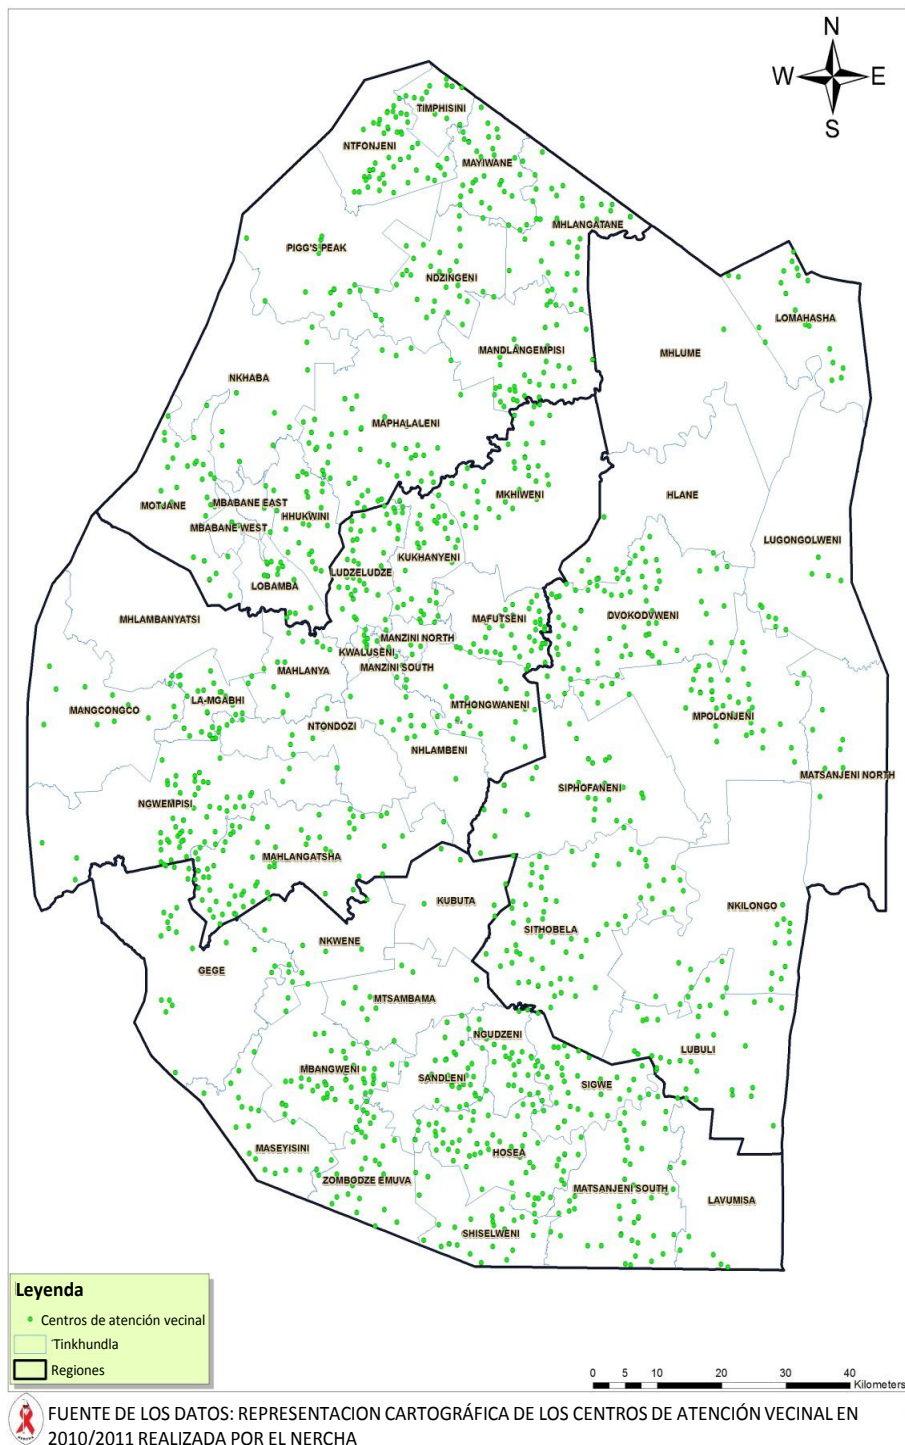 N
W E
S
TIMPHISINI
NTFONJENI
MAYIWANE
MHLANGATANE
PIGG'S PEAK
NDZINGENI
LOMAHASHA
MANDLANGEMPISI
MHLUME
NKHABA
MAPHALALENI
MKHIWENI
HLANE
MOTJANE
MBABANE EAST
HHUKWINI
MBABANE WEST
LUGONGOLWENI
KUKHANYENI
LUDZELUDZE
LOBAMBA
MHLAMBANYATSI
MAFUTSENI
DVOKODVWENI
MANZINI NORTH
KWALUSENI
MANZINI SOUTH
MAHLANYA
LA-MGABHI
MTHONGWANENI
MANGCONGCO
MPOLONJENI
NTONDOZI
NHLAMBENI
MATSANJENI NORTH
SIPHOFANENI
NGWEMPISI
MAHLANGATSHA
KUBUTA
NKILONGO
SITHOBELA
NKWENE
GEGE
MTSAMBAMA
NGUDZENI
LUBULI
MBANGWENI
SANDLENI
SIGWE
MASEYISINI
HOSEA
ZOMBODZE EMUVA
MATSANJENI SOUTH
LAVUMISA
SHISELWENI
Leyenda
Centros de atención vecinal
Tinkhundla
Regiones
0 5 10 20 30 40
Kilometers
NERCHA
FUENTE DE LOS DATOS: REPRESENTACION CARTOGRÁFICA DE LOS CENTROS DE ATENCIÓN VECINAL EN
2010/2011 REALIZADA POR EL NERCHA